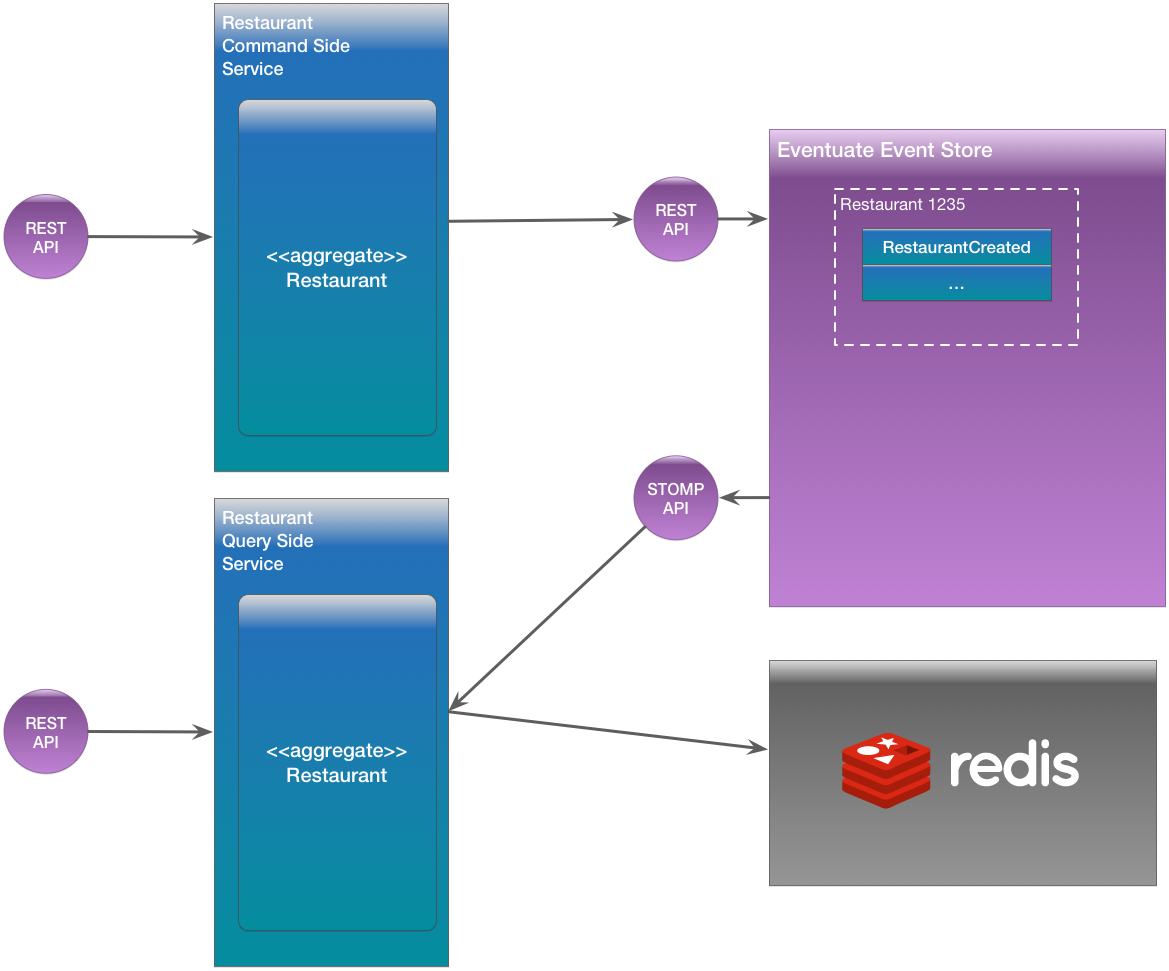 Restaurant
Command Side
Service
REST
API
<<aggregate>>
Restaurant
REST
API
Eventuate Event Store
Restaurant 1235
RestaurantCreated
...
STOMP
API
Restaurant
Query Side
Service
REST
API
<<aggregate>>
Restaurant
redis